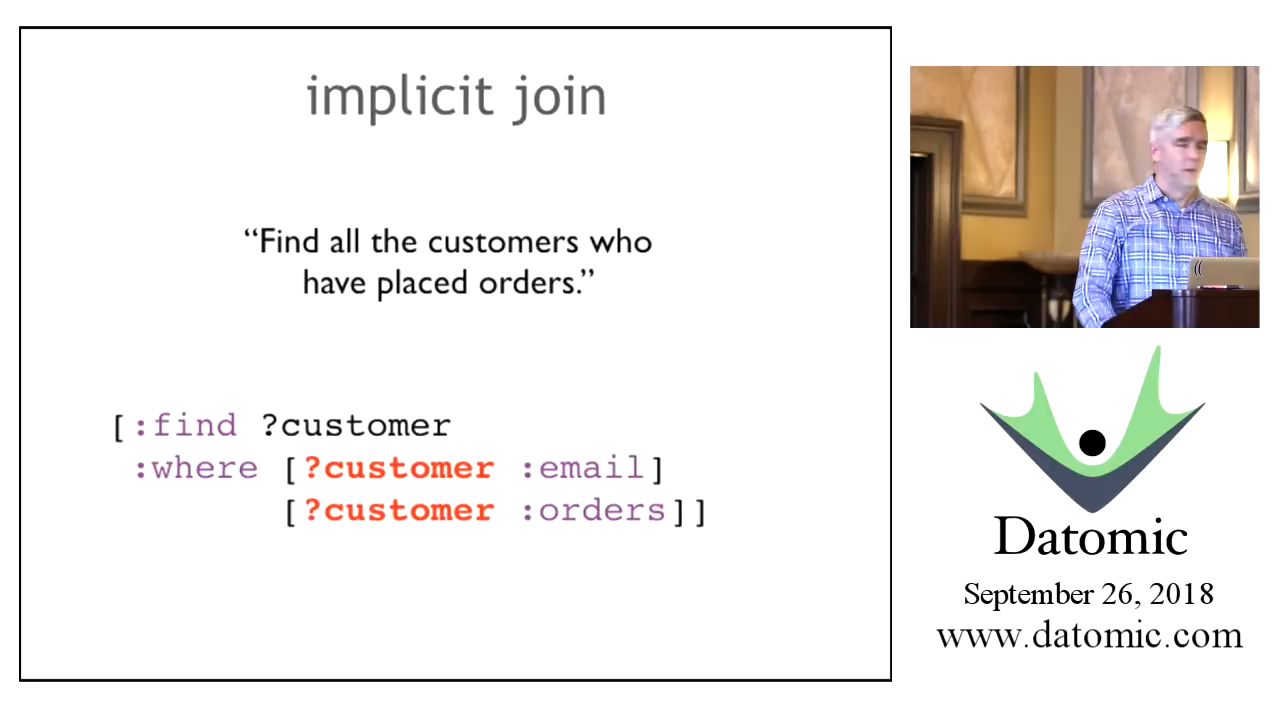 implicit join
“Find all the customers who
have placed orders.”
[:find ?customer
:where [?customer :email]
[?customer :orders]]
Datomic
September 26, 2018
www.datomic.com